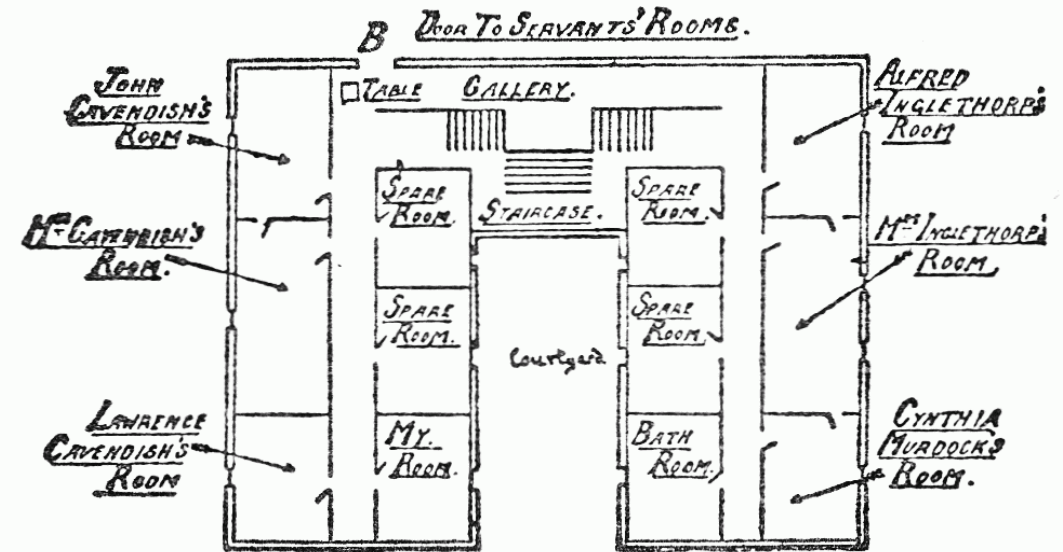 B Door To Servants' Rooms.
Table Gallery.
John
Cavendish's
Room
Alfred
Inglethorp's
Room
Spare
Room.
Staircase.
Spare
Room.
Mrs Cavendish's
Room.
Mrs Inglethorp's
Room
Spare
Room.
Courtyard
Spare
Room.
Lawrence
Cavendish's
Room
My.
Room.
Bath
Room.
Cynthia
Murdock's
Room.